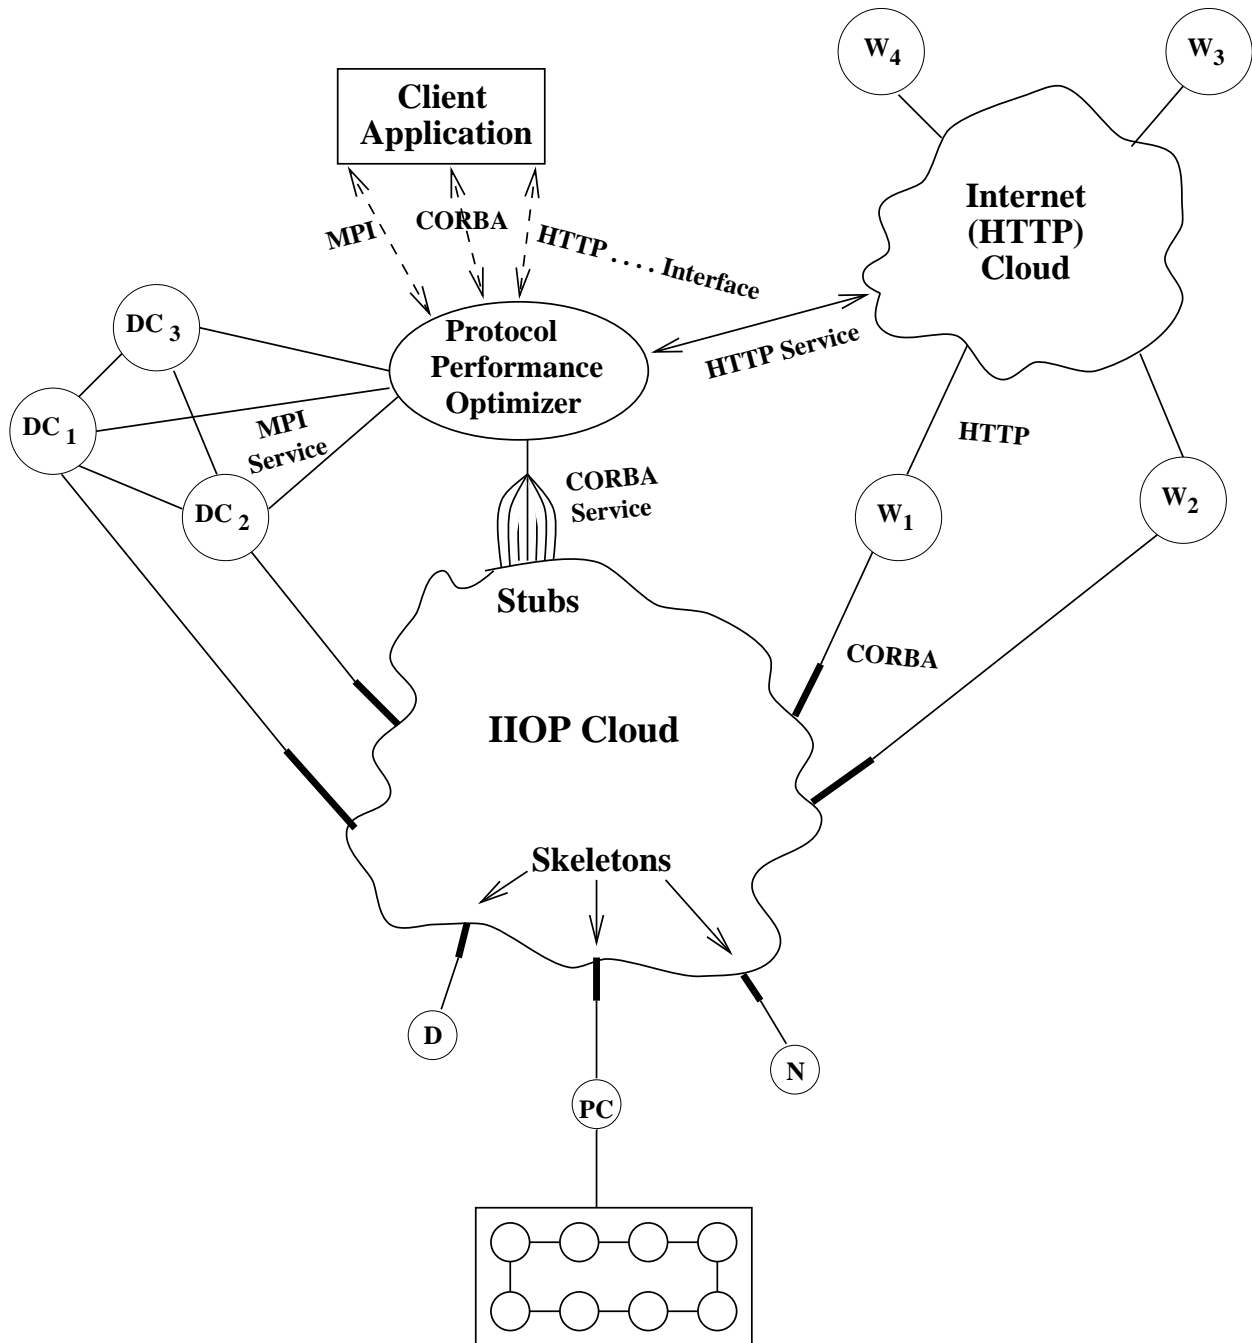 W4
W3
Client
Application
Internet
(HTTP)
Cloud
MPI
CORBA
HTTP . . . . Interface
DC 3
Protocol
Performance
Optimizer
HTTP Service
DC 1
MPI
Service
HTTP
DC 2
CORBA
Service
W1
W2
Stubs
CORBA
IIOP Cloud
Skeletons
D
N
PC